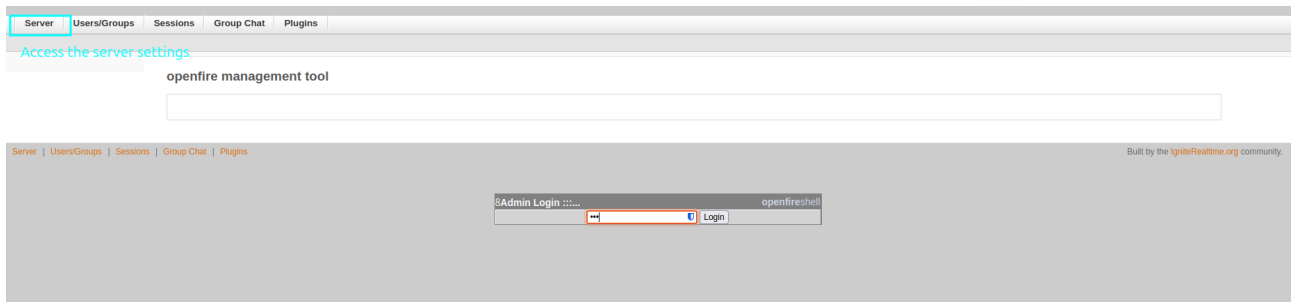 Server Users/Groups Sessions Group Chat Plugins
Access the server settings
openfire management tool
Server | Users/Groups | Sessions | Group Chat | Plugins
Built by the IgniteRealtime.org community.
8Admin Login :::... openfireshell
••• Login